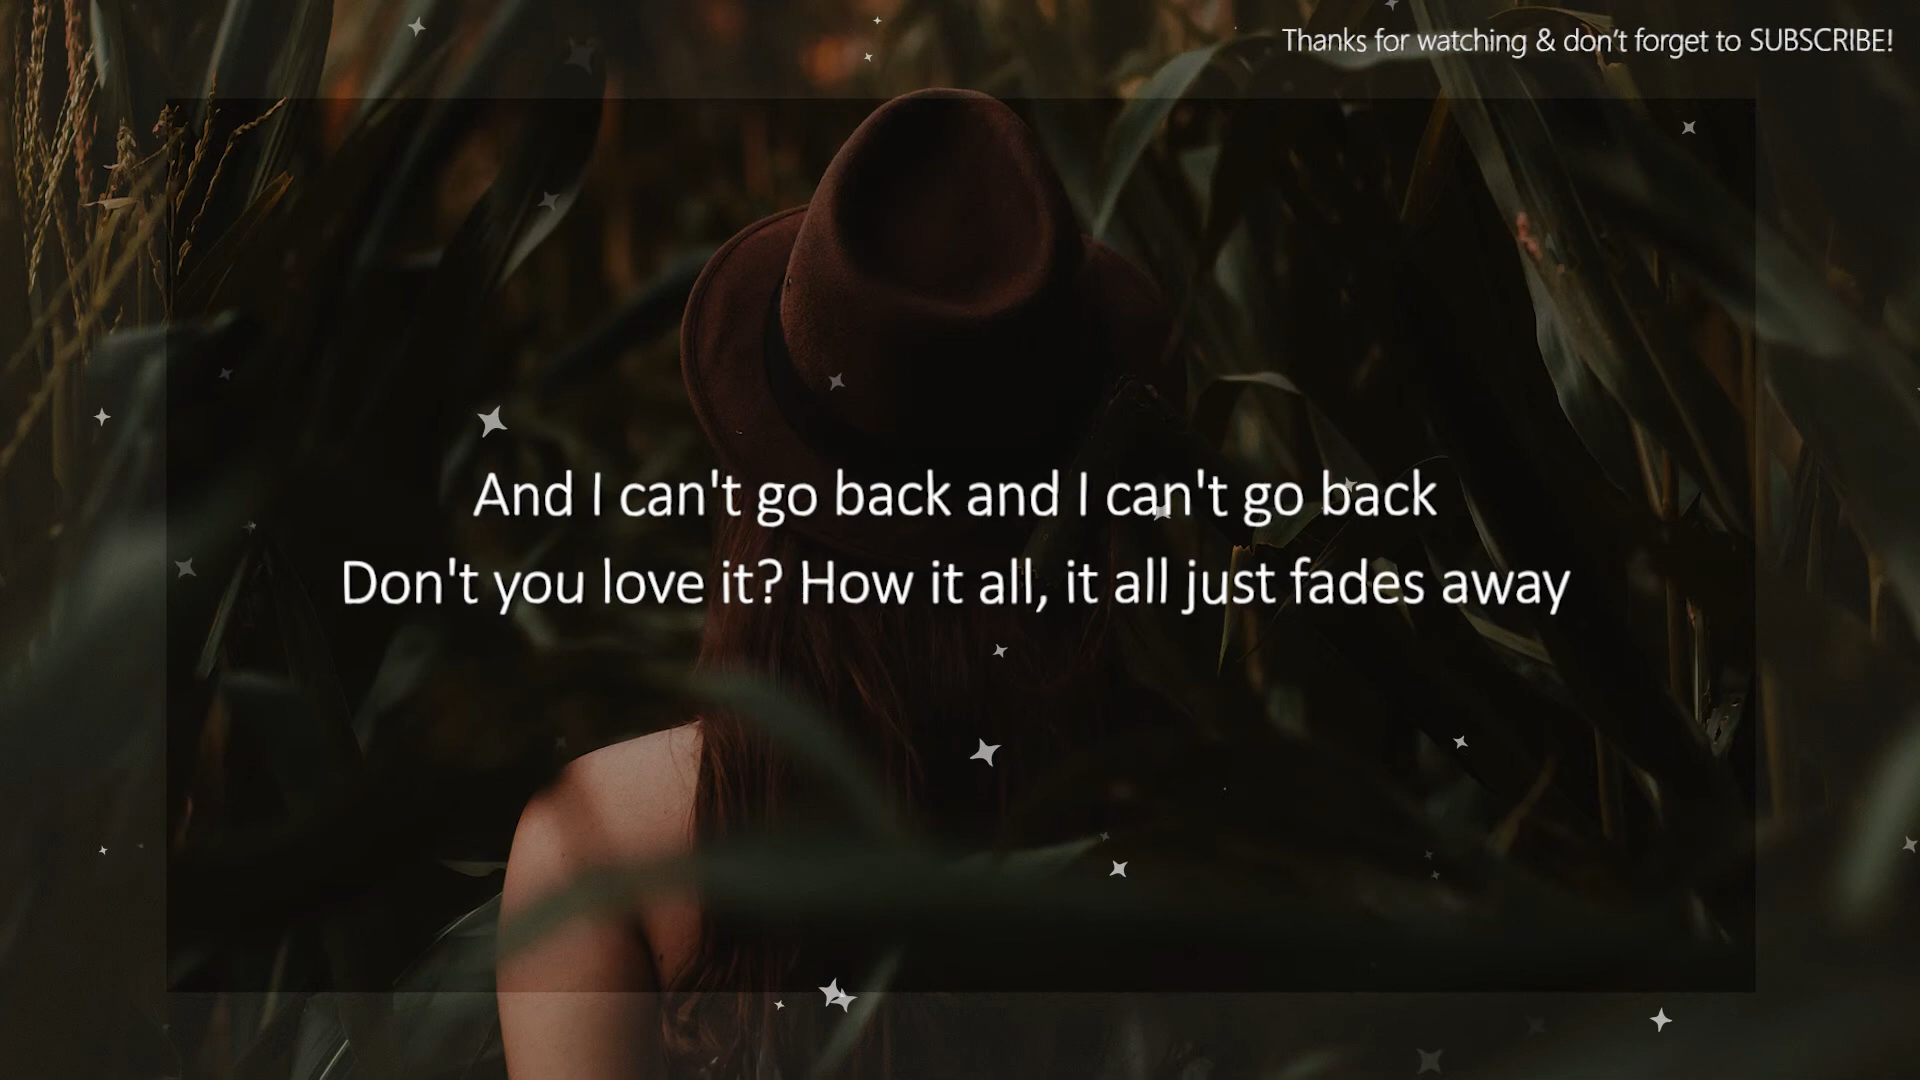 Thanks for watching & don’t forget to SUBSCRIBE!
And I can't go back and I can't go back
Don't you love it? How it all, it all just fades away